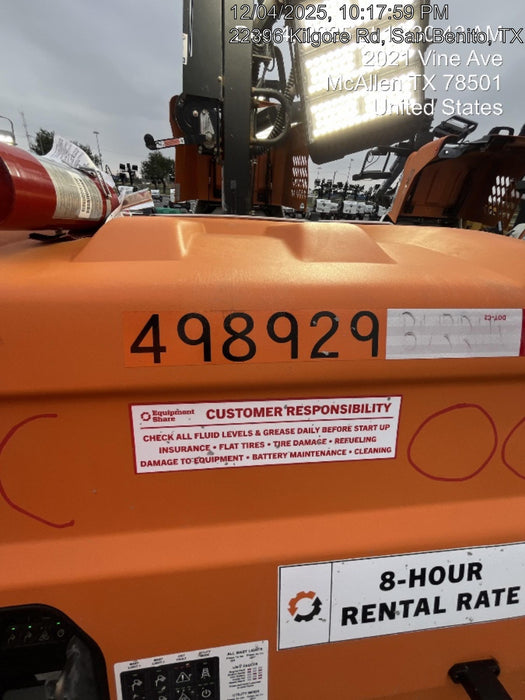 12/04/2025, 10:17:59 PM
22396 Kilgore Rd, San Benito, TX
2021 Vine Ave
McAllen TX 78501
United States
498929
DOT-C2
Equipment
Share
CUSTOMER RESPONSIBILITY
CHECK ALL FLUID LEVELS & GREASE DAILY BEFORE START UP
INSURANCE • FLAT TIRES • TIRE DAMAGE • REFUELING
DAMAGE TO EQUIPMENT • BATTERY MAINTENANCE • CLEANING
8-HOUR
RENTAL RATE